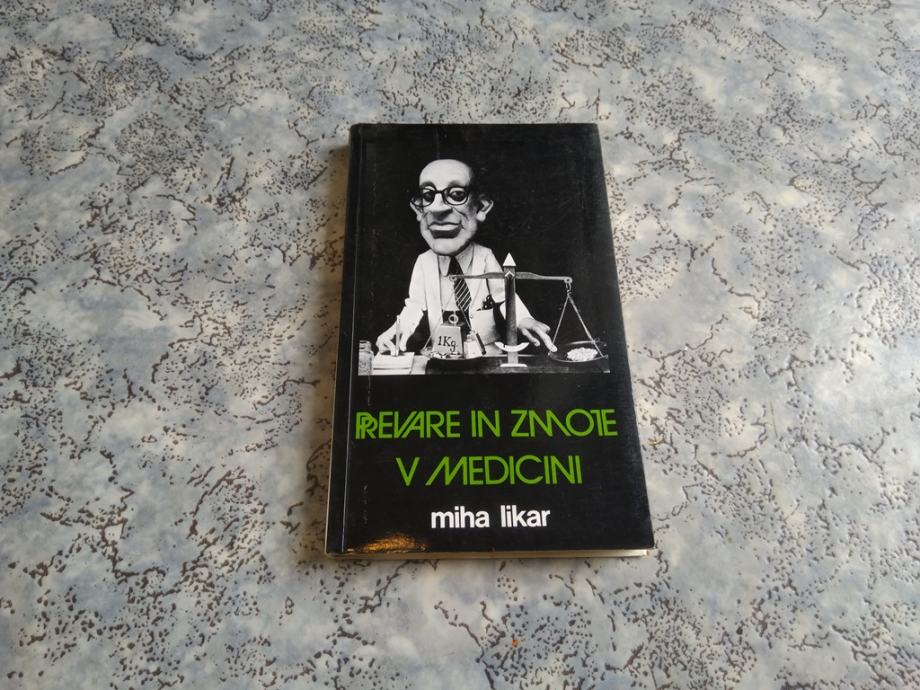 1Kg
PREVARE IN ZMOTE
V MEDICINI
miha likar